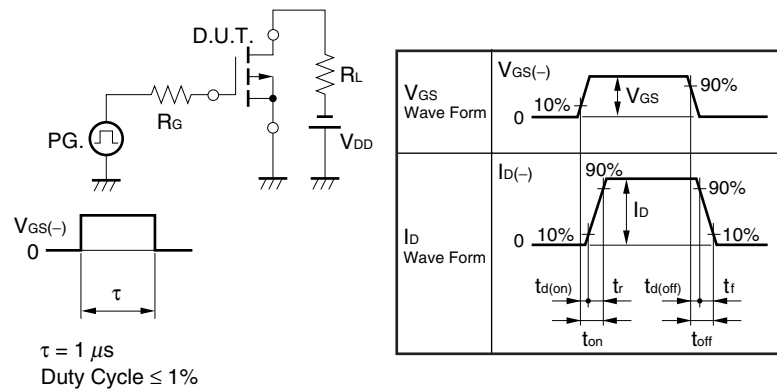 D.U.T.
RL
RG
PG.
VDD
VGS(−)
0
τ
τ = 1 μs
Duty Cycle ≤ 1%
VGS
Wave Form
VGS(−)
10%
0
VGS
90%
ID
Wave Form
ID(−)
90%
90%
10%
0
ID
10%
td(on)
tr
td(off)
tf
ton
toff